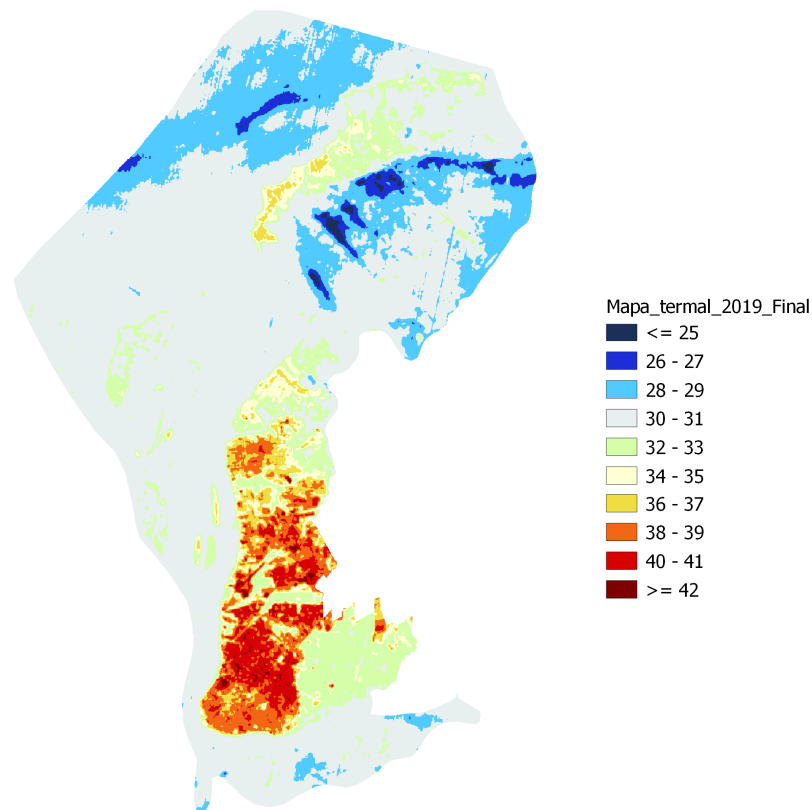 Mapa_termal_2019_Final
<= 25
26 - 27
28 - 29
30 - 31
32 - 33
34 - 35
36 - 37
38 - 39
40 - 41
>= 42